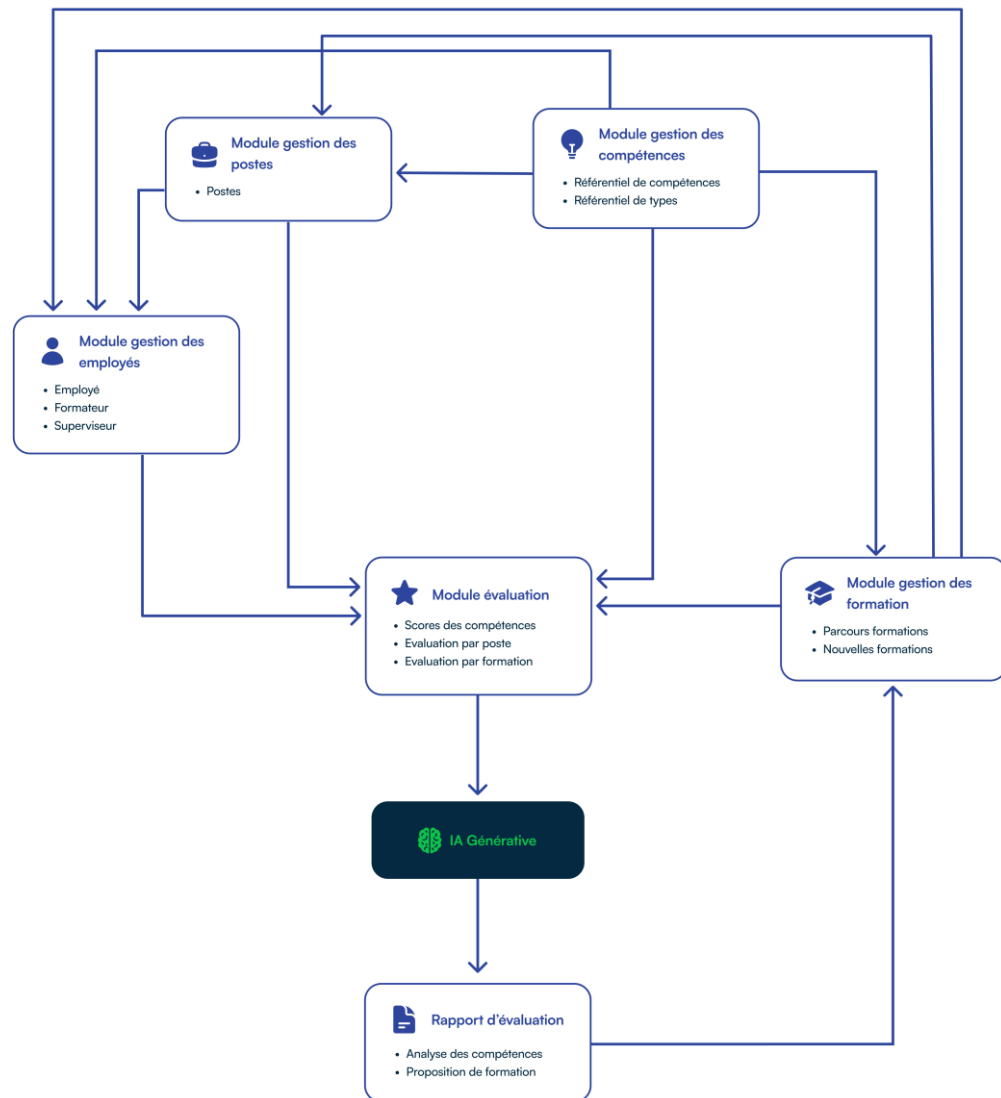 Module gestion des
postes
• Postes
Module gestion des
compétences
• Référentiel de compétences
• Référentiel de types
Module gestion des
employés
• Employé
• Formateur
• Superviseur
Module évaluation
• Scores des compétences
• Evaluation par poste
• Evaluation par formation
Module gestion des
formation
• Parcours formations
• Nouvelles formations
IA Générative
Rapport d'évaluation
• Analyse des compétences
• Proposition de formation